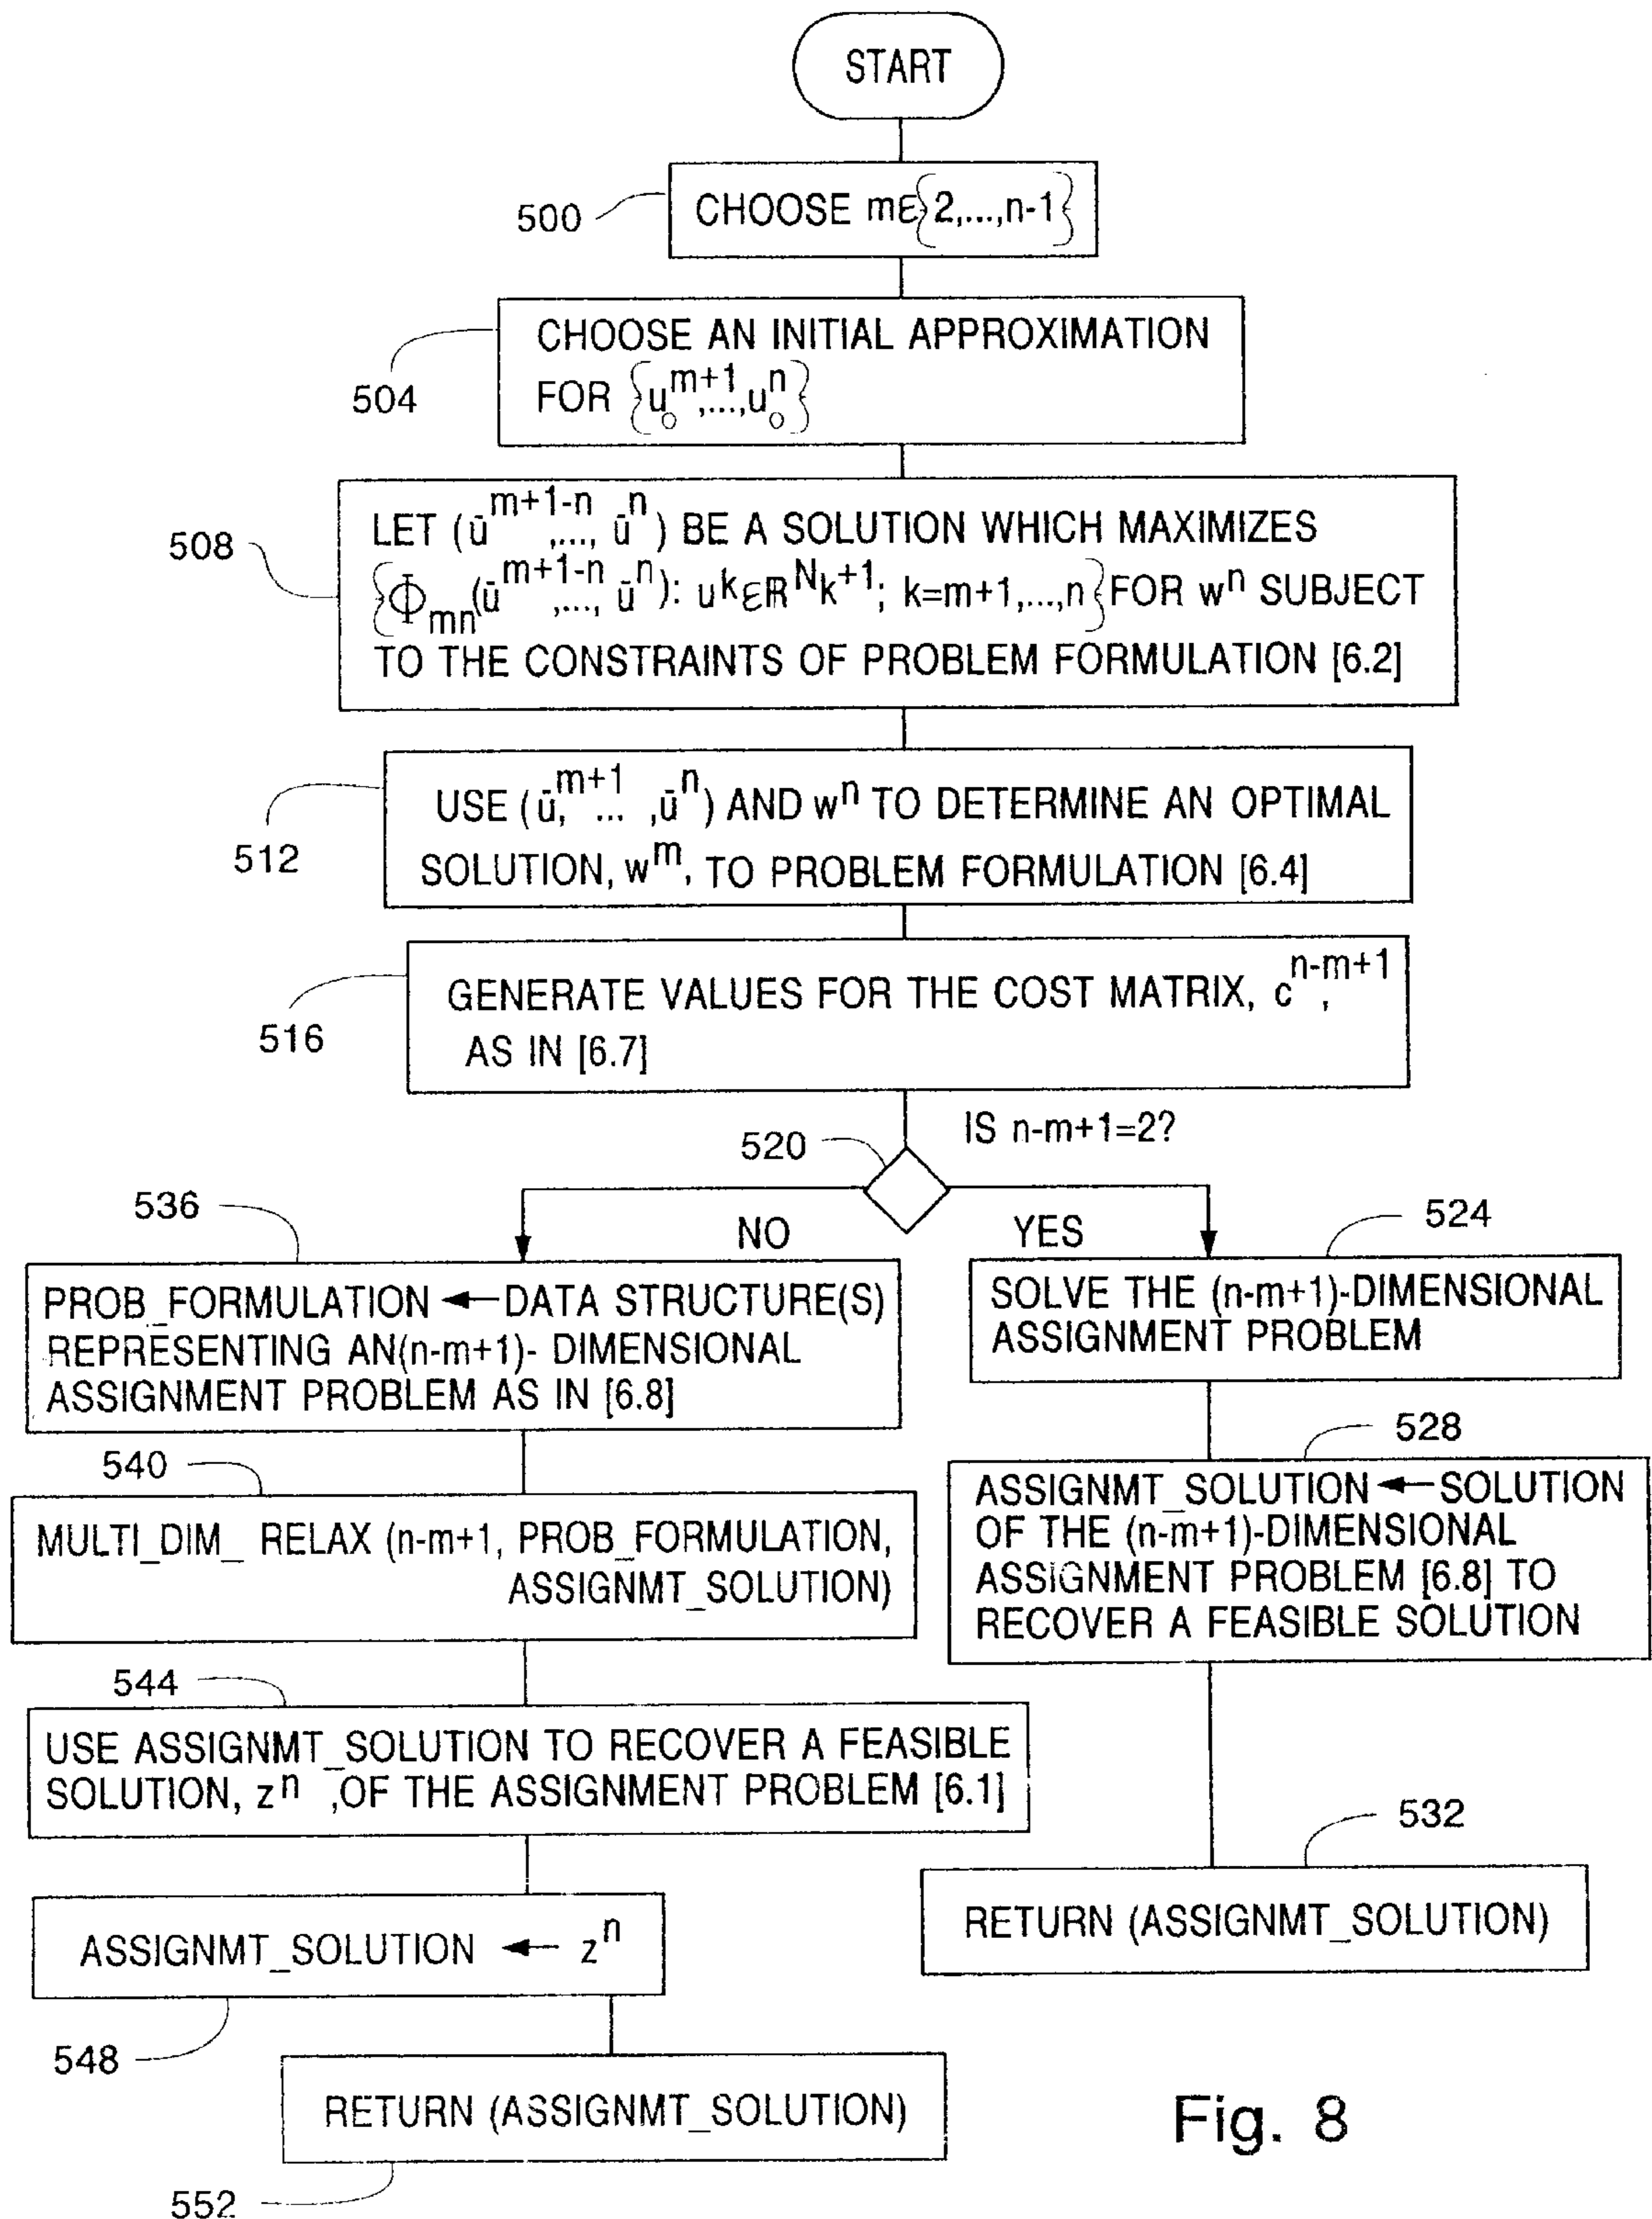 START
500
CHOOSE mε{2,...,n-1}
504
CHOOSE AN INITIAL APPROXIMATION
FOR {u₀^m+1,...,u₀^n}
508
LET (ū^m+1-n,..., ū^n) BE A SOLUTION WHICH MAXIMIZES
{Φ_mn(ū^m+1-n,..., ū^n): u^k ε ℝ^N_k+1; k=m+1,...,n} FOR w^n SUBJECT
TO THE CONSTRAINTS OF PROBLEM FORMULATION [6.2]
512
USE (ū^m+1, ... ,ū^n) AND w^n TO DETERMINE AN OPTIMAL
SOLUTION, w^m, TO PROBLEM FORMULATION [6.4]
516
GENERATE VALUES FOR THE COST MATRIX, c^n-m+1,
AS IN [6.7]
520
IS n-m+1=2?
NO
YES
536
PROB_FORMULATION ← DATA STRUCTURE(S)
REPRESENTING AN(n-m+1)- DIMENSIONAL
ASSIGNMENT PROBLEM AS IN [6.8]
524
SOLVE THE (n-m+1)-DIMENSIONAL
ASSIGNMENT PROBLEM
540
MULTI_DIM_ RELAX (n-m+1, PROB_FORMULATION,
ASSIGNMT_SOLUTION)
528
ASSIGNMT_SOLUTION ← SOLUTION
OF THE (n-m+1)-DIMENSIONAL
ASSIGNMENT PROBLEM [6.8] TO
RECOVER A FEASIBLE SOLUTION
544
USE ASSIGNMT_SOLUTION TO RECOVER A FEASIBLE
SOLUTION, z^n ,OF THE ASSIGNMENT PROBLEM [6.1]
532
RETURN (ASSIGNMT_SOLUTION)
ASSIGNMT_SOLUTION ← z^n
548
RETURN (ASSIGNMT_SOLUTION)
552
Fig. 8